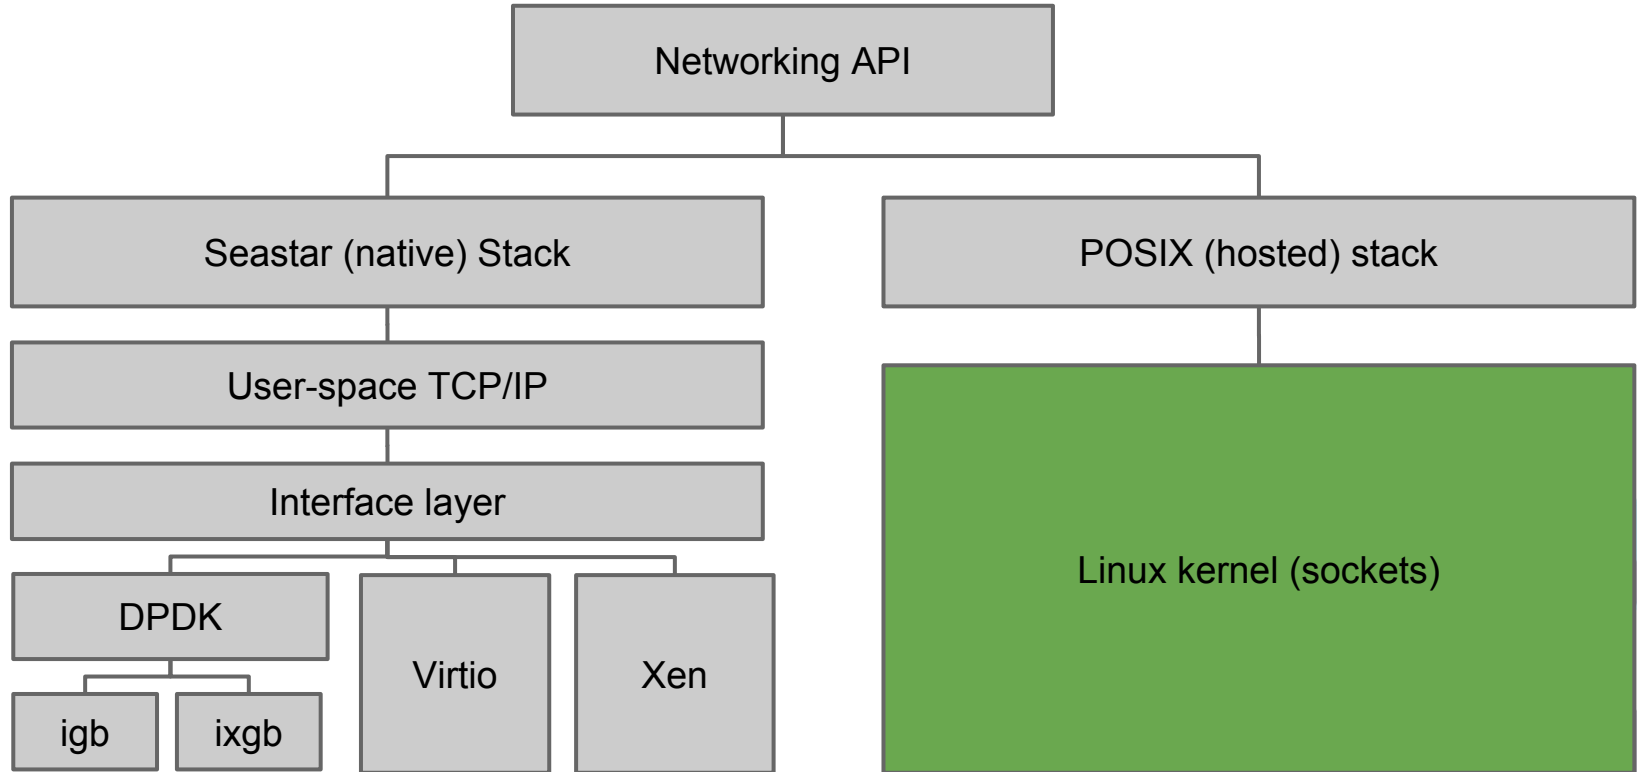 Networking API
Seastar (native) Stack
POSIX (hosted) stack
User-space TCP/IP
Interface layer
Linux kernel (sockets)
DPDK
Virtio
Xen
igb
ixgb